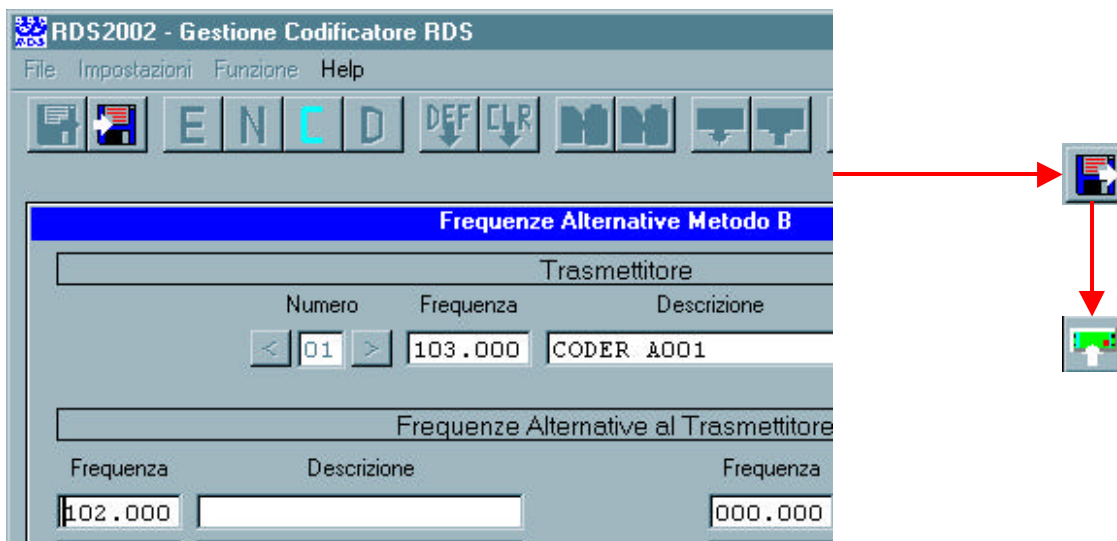 RDS2002 - Gestione Codificatore RDS
File Impostazioni Funzione Help
E N C D DEF CLR
Frequenze Alternative Metodo B
Trasmettitore
Numero Frequenza Descrizione
< 01 > 103.000 CODER A001
Frequenze Alternative al Trasmettitore
Frequenza Descrizione Frequenza
102.000 000.000